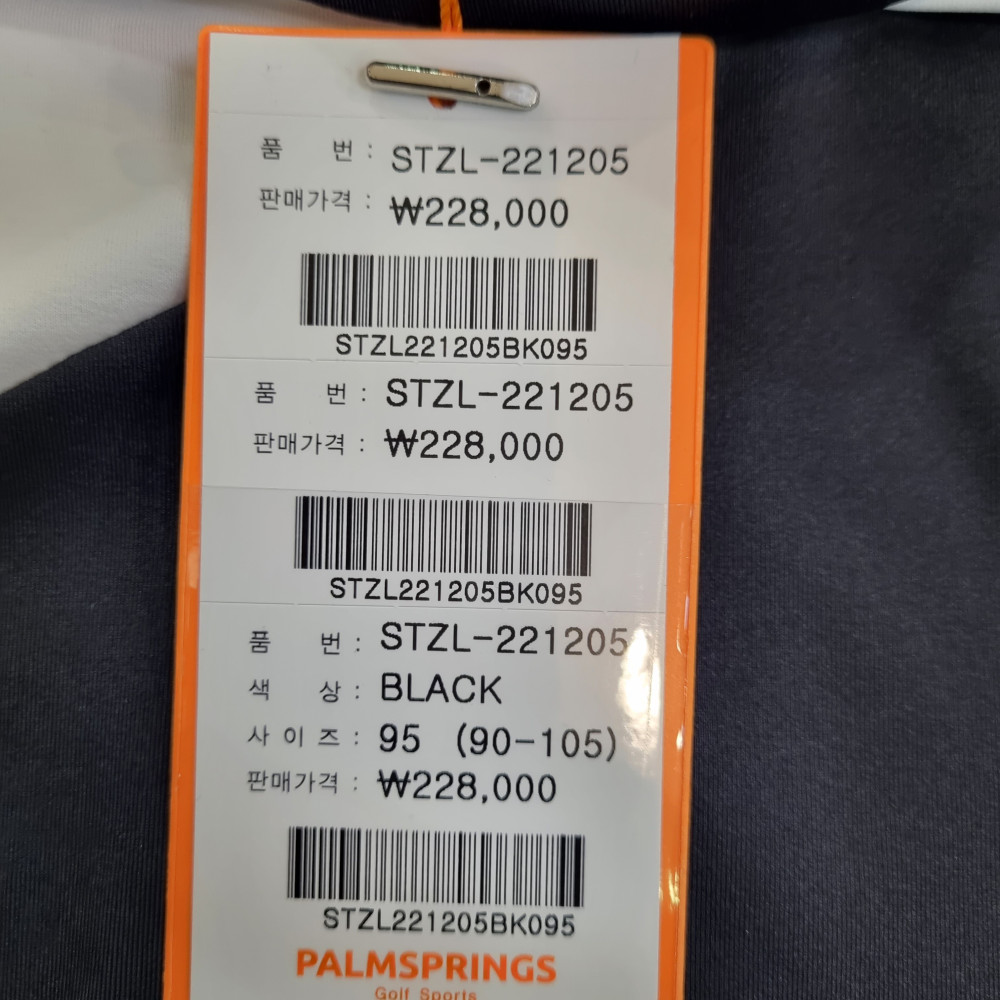 품 번 : STZL-221205
판매가격 : ₩228,000
STZL221205BK095
품 번 : STZL-221205
판매가격 : ₩228,000
STZL221205BK095
품 번 : STZL-221205
색 상 : BLACK
사 이 즈 : 95 (90-105)
판매가격 : ₩228,000
STZL221205BK095
PALMSPRINGS
Golf Sports